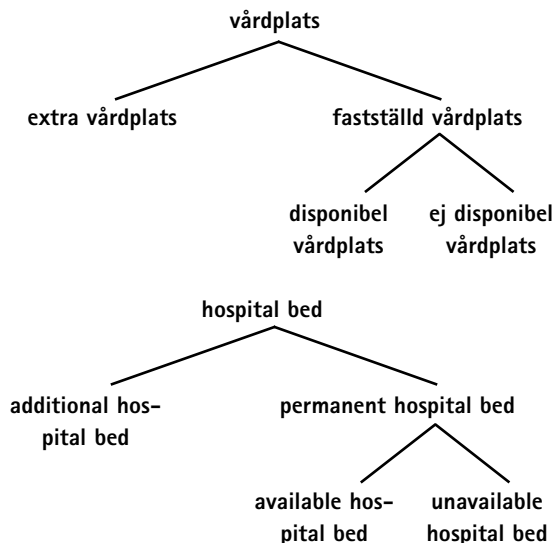 vårdplats
extra vårdplats
fastställd vårdplats
disponibel
vårdplats
ej disponibel
vårdplats
hospital bed
additional hos-
pital bed
permanent hospital bed
available hos-
pital bed
unavailable
hospital bed